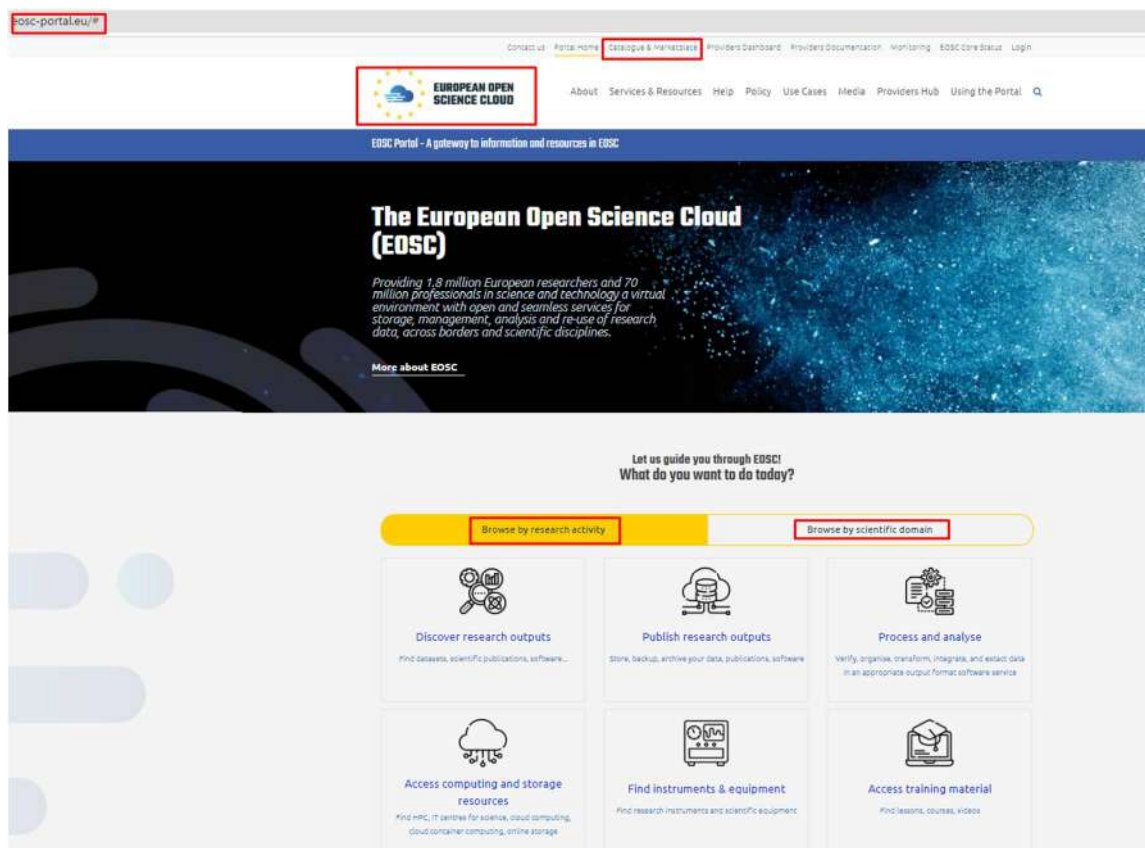 eosc-portal.eu/#
Contact us Portal Home Catalogue & Marketplace Providers Dashboard Providers Documentation Monitoring EOSC Core Status Login
EUROPEAN OPEN
SCIENCE CLOUD
About Services & Resources Help Policy Use Cases Media Providers Hub Using the Portal
EOSC Portal - A gateway to information and resources in EOSC
The European Open Science Cloud
(EOSC)
Providing 1.8 million European researchers and 70
million professionals in science and technology a virtual
environment with open and seamless services for
storage, management, analysis and re-use of research
data, across borders and scientific disciplines.
More about EOSC
Let us guide you through EOSC!
What do you want to do today?
Browse by research activity
Browse by scientific domain
Discover research outputs
Find datasets, scientific publications, software...
Publish research outputs
Store, backup, archive your data, publications, software
Process and analyse
Verify, organise, transform, integrate, and extact data
in an appropriate output format software service
Access computing and storage
resources
Find HPC, IT centres for science, cloud computing,
cloud container computing, online storage
Find instruments & equipment
Find research instruments and scientific equipment
Access training material
Find lessons, courses, videos